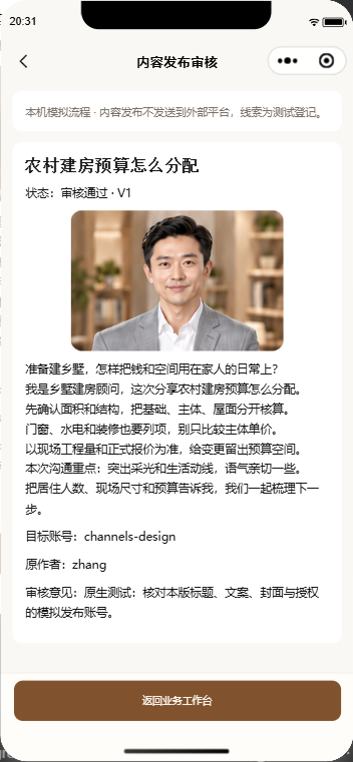 20:31
内容发布审核
本机模拟流程 · 内容发布不发送到外部平台，线索为测试登记。
农村建房预算怎么分配
状态：审核通过 · V1
准备建乡墅，怎样把钱和空间用在家人的日常上？
我是乡墅建房顾问，这次分享农村建房预算怎么分配。
先确认面积和结构，把基础、主体、屋面分开核算。
门窗、水电和装修也要列项，别只比较主体单价。
以现场工程量和正式报价为准，给变更留出预算空间。
本次沟通重点：突出采光和生活动线，语气亲切一些。
把居住人数、现场尺寸和预算告诉我，我们一起梳理下一
步。
目标账号：channels-design
原作者：zhang
审核意见：原生测试：核对本版标题、文案、封面与授权
的模拟发布账号。
返回业务工作台